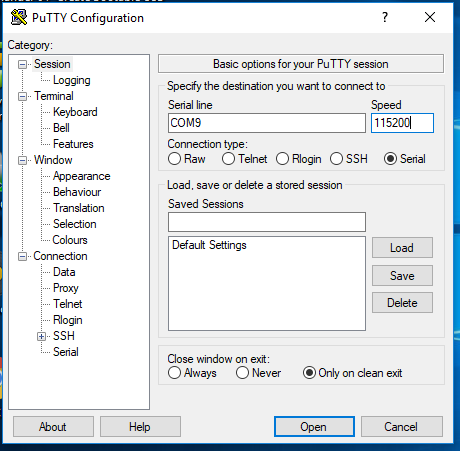 PuTTY Configuration
?
Category:
Session
Logging
Terminal
Keyboard
Bell
Features
Window
Appearance
Behaviour
Translation
Selection
Colours
Connection
Data
Proxy
Telnet
Rlogin
SSH
Serial
Basic options for your PuTTY session
Specify the destination you want to connect to
Serial line Speed
COM9 115200
Connection type:
Raw Telnet Rlogin SSH Serial
Load, save or delete a stored session
Saved Sessions
Default Settings
Load
Save
Delete
Close window on exit:
Always Never Only on clean exit
About Help Open Cancel